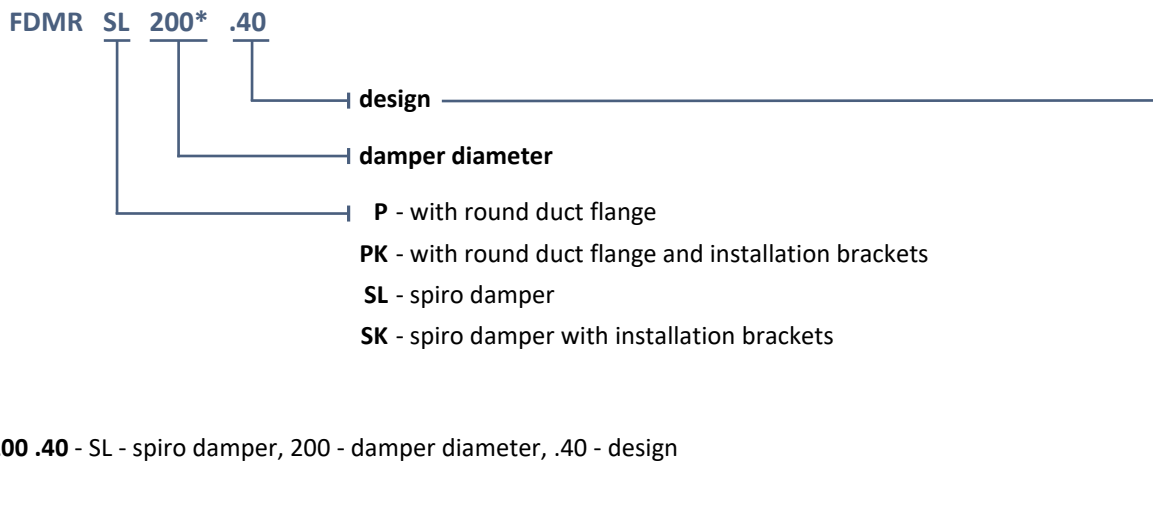 FDMR SL 200* .40
design
damper diameter
P - with round duct flange
PK - with round duct flange and installation brackets
SL - spiro damper
SK - spiro damper with installation brackets
00 .40 - SL - spiro damper, 200 - damper diameter, .40 - design